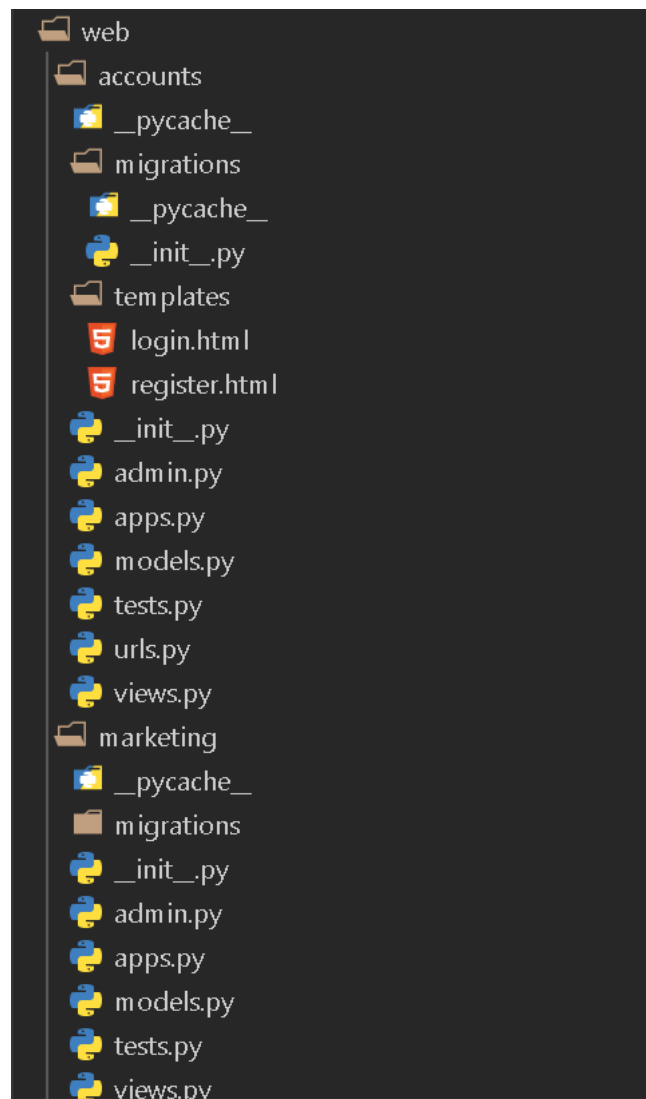 web
accounts
__pycache__
migrations
__pycache__
__init__.py
templates
login.html
register.html
__init__.py
admin.py
apps.py
models.py
tests.py
urls.py
views.py
marketing
__pycache__
migrations
__init__.py
admin.py
apps.py
models.py
tests.py
views.py